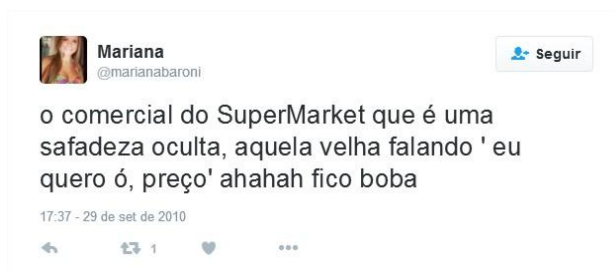 Mariana
@marianabaroni
Seguir
o comercial do SuperMarket que é uma
safadeza oculta, aquela velha falando ' eu
quero ó, preço' ahahah fico boba
17:37 - 29 de set de 2010
1